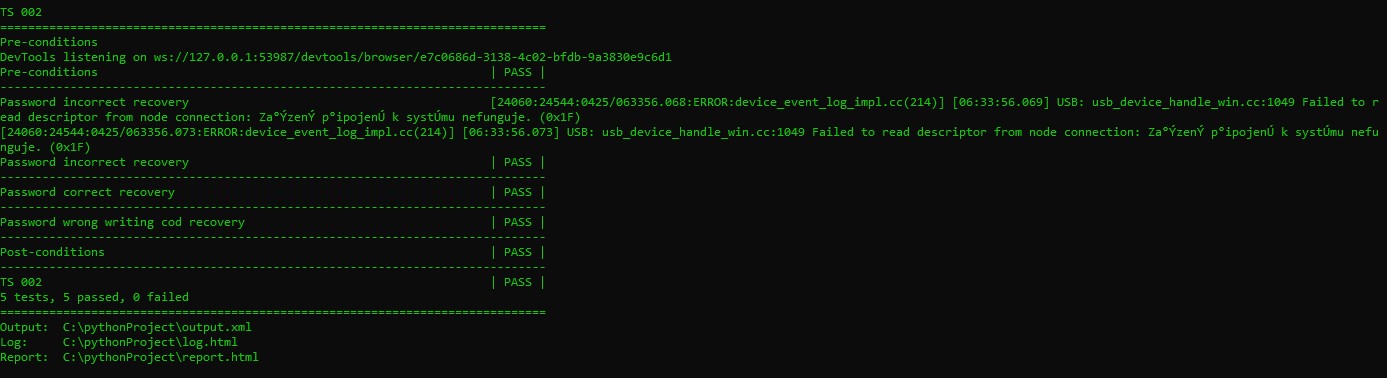 TS 002
==============================================================================
Pre-conditions
DevTools listening on ws://127.0.0.1:53987/devtools/browser/e7c0686d-3138-4c02-bfdb-9a3830e9c6d1
Pre-conditions                                                        | PASS |
------------------------------------------------------------------------------
Password incorrect recovery                                           [24060:24544:0425/063356.068:ERROR:device_event_log_impl.cc(214)] [06:33:56.069] USB: usb_device_handle_win.cc:1049 Failed to r
ead descriptor from node connection: Za°ÝzenÝ p°ipojenÚ k systÚmu nefunguje. (0x1F)
[24060:24544:0425/063356.073:ERROR:device_event_log_impl.cc(214)] [06:33:56.073] USB: usb_device_handle_win.cc:1049 Failed to read descriptor from node connection: Za°ÝzenÝ p°ipojenÚ k systÚmu nefu
nguje. (0x1F)
Password incorrect recovery                                           | PASS |
------------------------------------------------------------------------------
Password correct recovery                                             | PASS |
------------------------------------------------------------------------------
Password wrong writing cod recovery                                   | PASS |
------------------------------------------------------------------------------
Post-conditions                                                       | PASS |
------------------------------------------------------------------------------
TS 002                                                                | PASS |
5 tests, 5 passed, 0 failed
==============================================================================
Output:  C:\pythonProject\output.xml
Log:     C:\pythonProject\log.html
Report:  C:\pythonProject\report.html